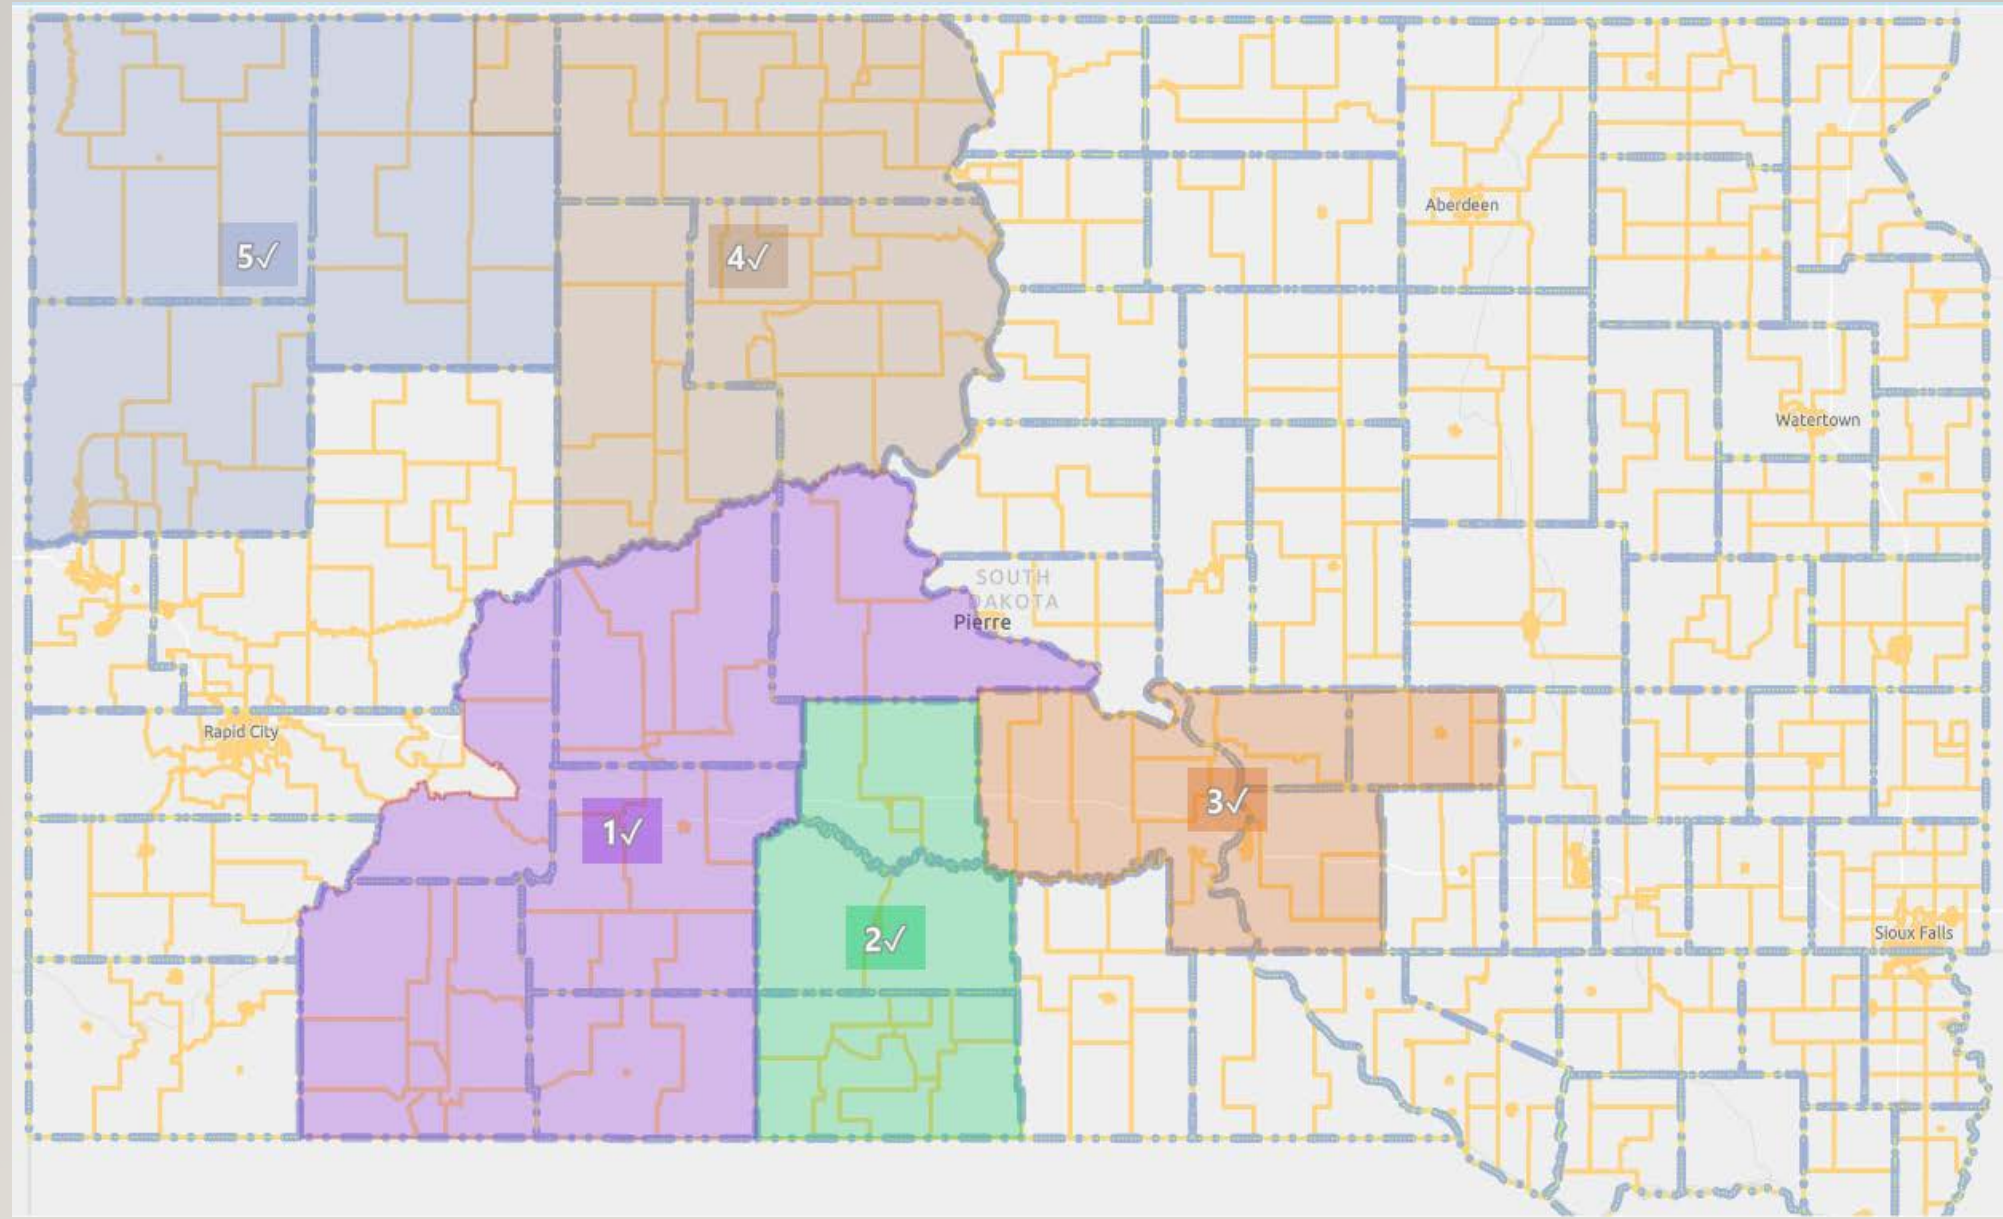 Aberdeen
5✓
4✓
Watertown
SOUTH
DAKOTA
Pierre
Rapid City
3✓
1✓
2✓
Sioux Falls